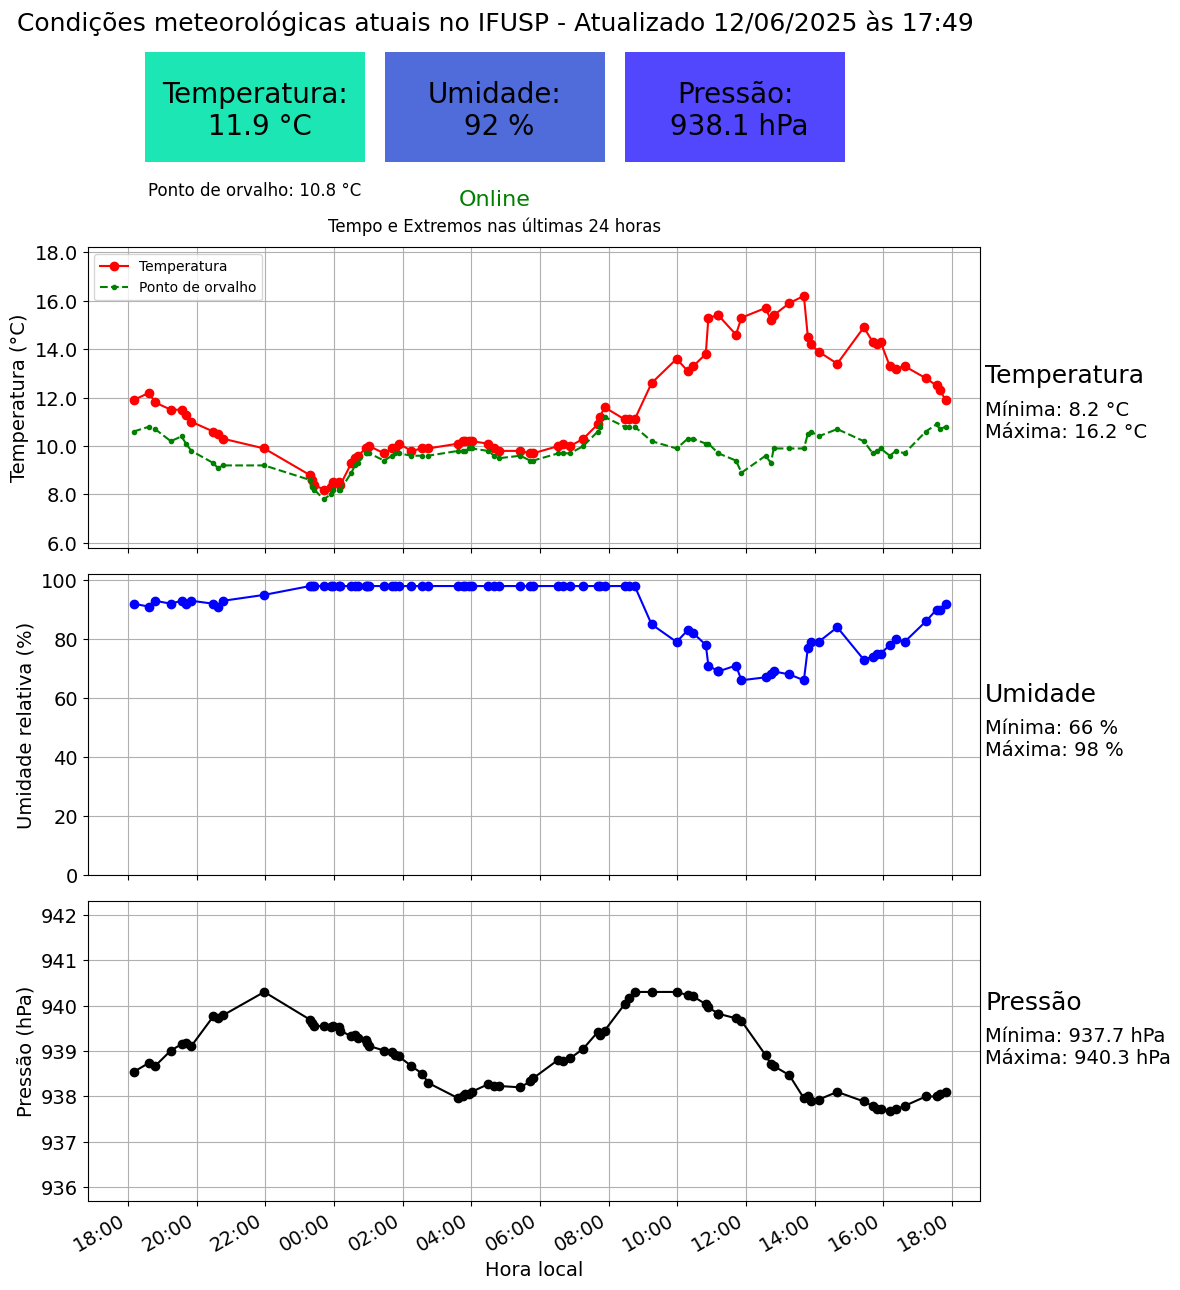 Condições meteorológicas atuais no IFUSP - Atualizado 12/06/2025 às 17:49
Temperatura:
11.9 °C
Umidade:
92 %
Pressão:
938.1 hPa
Ponto de orvalho: 10.8 °C
Online
Tempo e Extremos nas últimas 24 horas
Temperatura (°C)
18.0
16.0
14.0
12.0
10.0
8.0
6.0
Temperatura
Ponto de orvalho
Temperatura
Mínima: 8.2 °C
Máxima: 16.2 °C
Umidade relativa (%)
100
80
60
40
20
0
Umidade
Mínima: 66 %
Máxima: 98 %
Pressão (hPa)
942
941
940
939
938
937
936
Pressão
Mínima: 937.7 hPa
Máxima: 940.3 hPa
18:00
20:00
22:00
00:00
02:00
04:00
06:00
08:00
10:00
12:00
14:00
16:00
18:00
Hora local